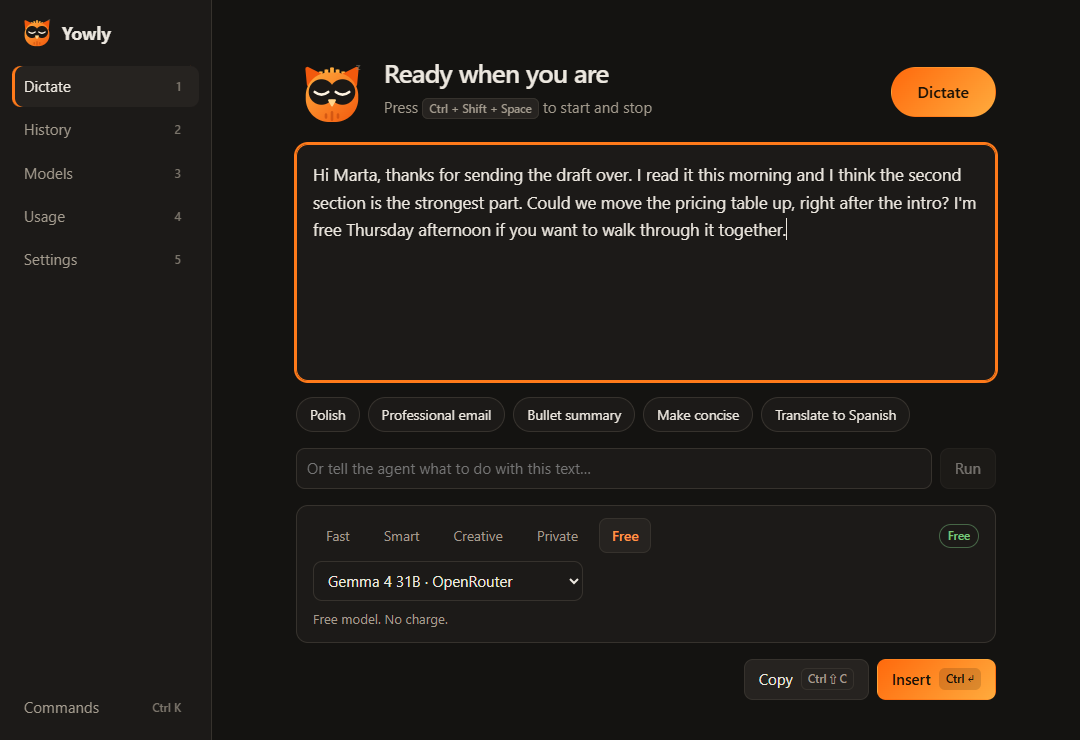 Yowly
Dictate 1
History 2
Models 3
Usage 4
Settings 5
Commands Ctrl K
Ready when you are
Press Ctrl + Shift + Space to start and stop
Dictate
Hi Marta, thanks for sending the draft over. I read it this morning and I think the second
section is the strongest part. Could we move the pricing table up, right after the intro? I'm
free Thursday afternoon if you want to walk through it together.
Polish Professional email Bullet summary Make concise Translate to Spanish
Or tell the agent what to do with this text... Run
Fast Smart Creative Private Free Free
Gemma 4 31B · OpenRouter
Free model. No charge.
Copy Ctrl⇧C Insert Ctrl↵